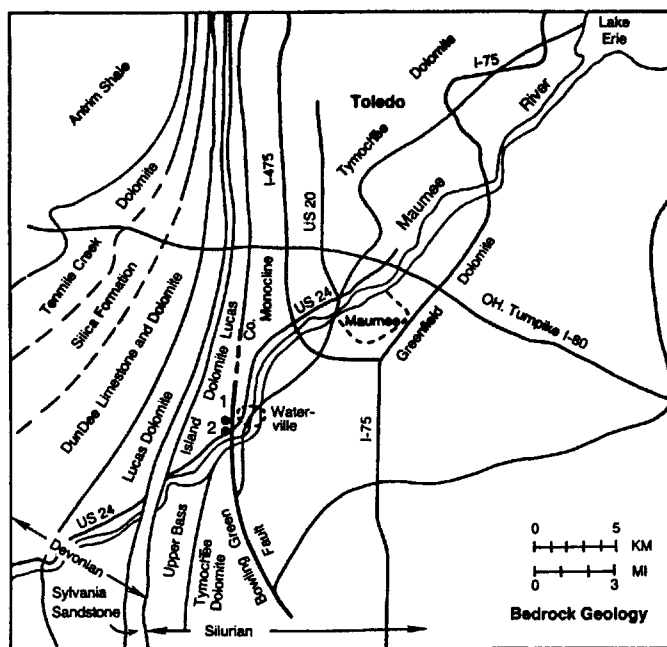 Lake
Erie
Antrim Shale
Dolomite
I-75
Toledo
River
Tymochtee
I-475
US 20
Dolomite
Maumee
Tenmile Creek
Silica Formation
Dolomite
DunDee Limestone and Dolomite
Lucas
Co. Monocline
US 24
Maumee
Greenfield
OH. Turnpike I-80
Lucas Dolomite
Dolomite
Island
1
2
Water-
ville
I-75
US 24
Upper Bass
Tymochtee
Dolomite
Bowling Green
Fault
Devonian
Sylvania
Sandstone
Silurian
0 5
KM
MI
0 3
Bedrock Geology